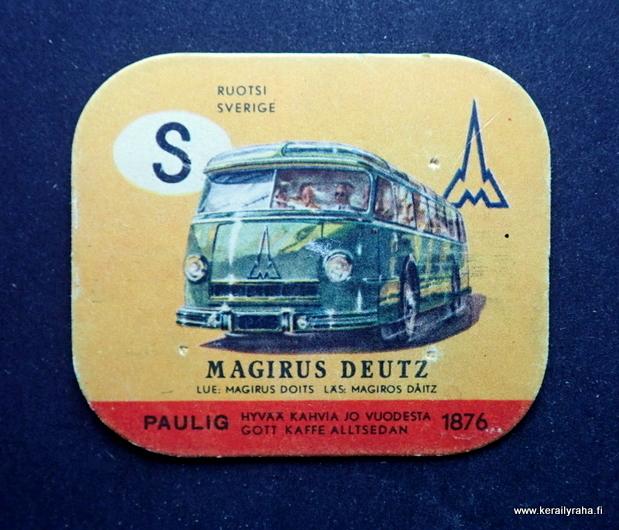 RUOTSI
SVERIGE
S
MAGIRUS DEUTZ
LUE: MAGIRUS DOITS LÄS: MAGIROS DÅITZ
PAULIG HYVÄÄ KAHVIA JO VUODESTA 1876
GOTT KAFFE ALLTSEDAN
www.kerailyraha.fi